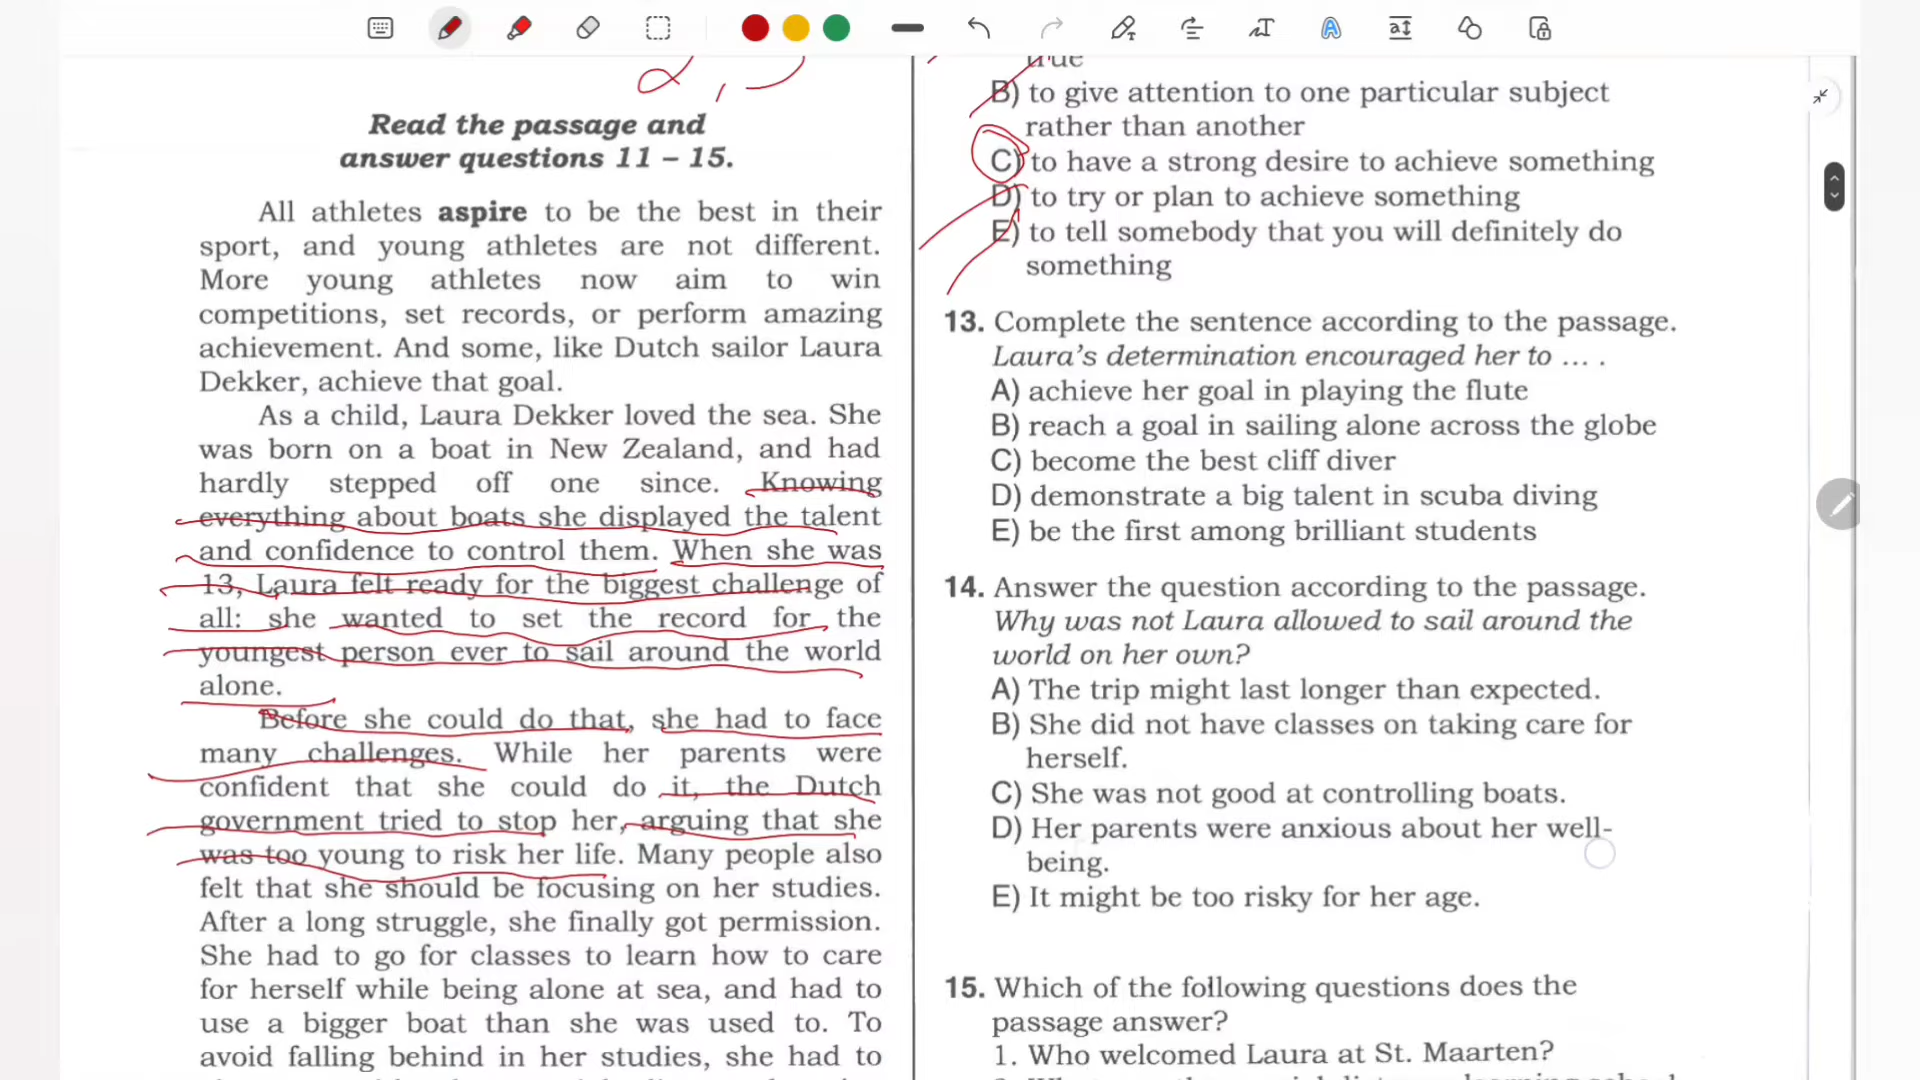 Read the passage and
answer questions 11 – 15.
All athletes aspire to be the best in their
sport, and young athletes are not different.
More young athletes now aim to win
competitions, set records, or perform amazing
achievement. And some, like Dutch sailor Laura
Dekker, achieve that goal.
As a child, Laura Dekker loved the sea. She
was born on a boat in New Zealand, and had
hardly stepped off one since. Knowing
everything about boats she displayed the talent
and confidence to control them. When she was
13, Laura felt ready for the biggest challenge of
all: she wanted to set the record for the
youngest person ever to sail around the world
alone.
Before she could do that, she had to face
many challenges. While her parents were
confident that she could do it, the Dutch
government tried to stop her, arguing that she
was too young to risk her life. Many people also
felt that she should be focusing on her studies.
After a long struggle, she finally got permission.
She had to go for classes to learn how to care
for herself while being alone at sea, and had to
use a bigger boat than she was used to. To
avoid falling behind in her studies, she had to
true
B) to give attention to one particular subject
rather than another
C) to have a strong desire to achieve something
D) to try or plan to achieve something
E) to tell somebody that you will definitely do
something
13. Complete the sentence according to the passage.
Laura's determination encouraged her to ... .
A) achieve her goal in playing the flute
B) reach a goal in sailing alone across the globe
C) become the best cliff diver
D) demonstrate a big talent in scuba diving
E) be the first among brilliant students
14. Answer the question according to the passage.
Why was not Laura allowed to sail around the
world on her own?
A) The trip might last longer than expected.
B) She did not have classes on taking care for
herself.
C) She was not good at controlling boats.
D) Her parents were anxious about her well-
being.
E) It might be too risky for her age.
15. Which of the following questions does the
passage answer?
1. Who welcomed Laura at St. Maarten?